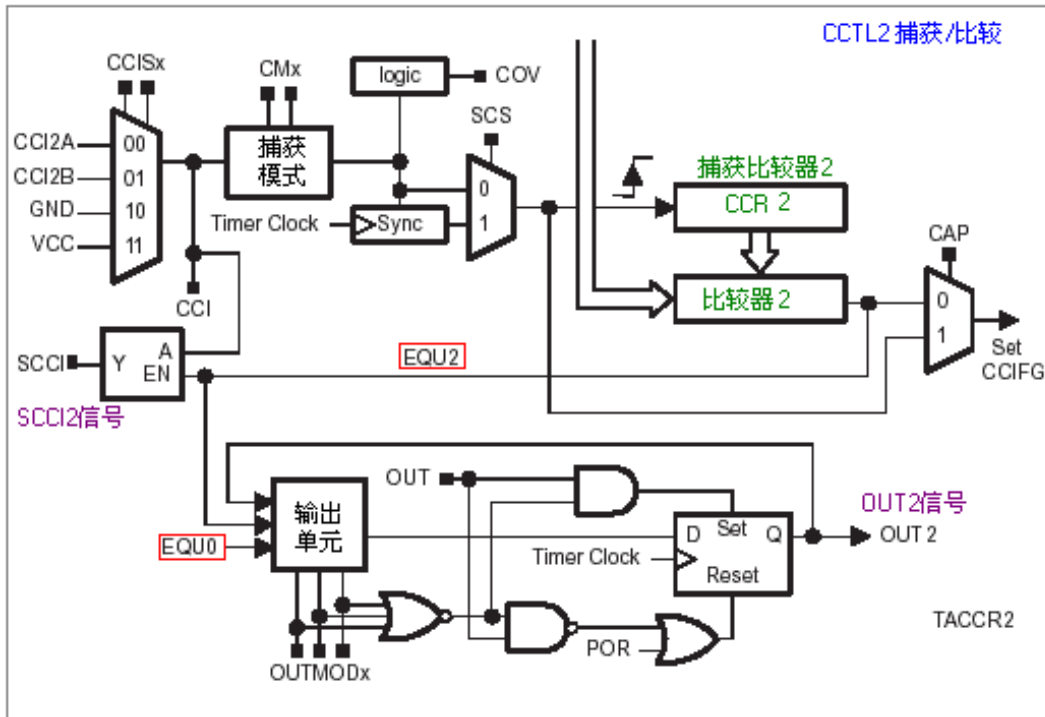 CCTL2 捕获/比较
CCISx
CMx
logic
COV
SCS
CCI2A
CCI2B
GND
VCC
00
01
10
11
捕获
模式
0
1
Timer Clock
Sync
捕获比较器2
CCR 2
比较器2
CAP
0
1
Set
CCIFG
CCI
SCCI
Y
A
EN
EQU2
SCCI2信号
OUT
输出
单元
EQU0
OUT2信号
D
Set
Q
OUT 2
Timer Clock
Reset
POR
OUTMODx
TACCR2